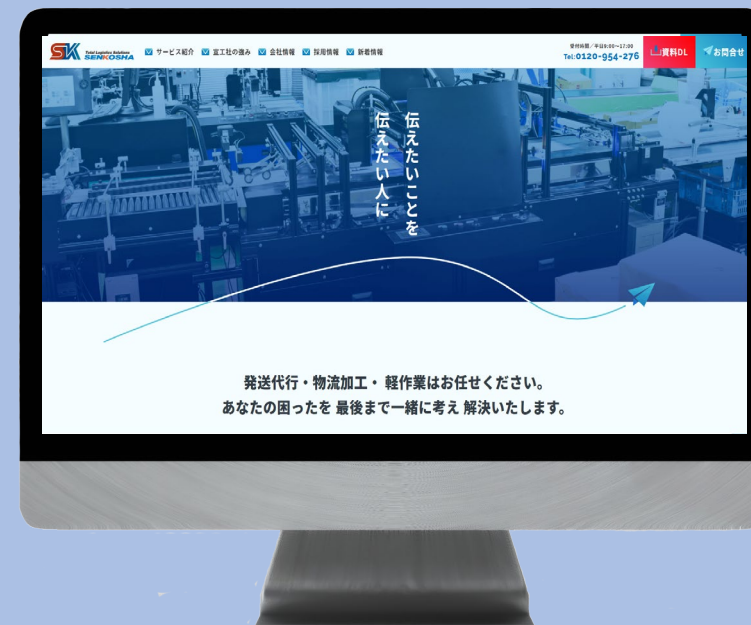 SK Total Logistics Solutions
SENKOSHA
サービス紹介 宣工社の強み 会社情報 採用情報 新着情報
受付時間/平日9:00〜17:00
Tel:0120-954-276
資料DL
お問合せ
伝えたいことを
伝えたい人に
発送代行・物流加工・ 軽作業はお任せください。
あなたの困ったを 最後まで一緒に考え 解決いたします。